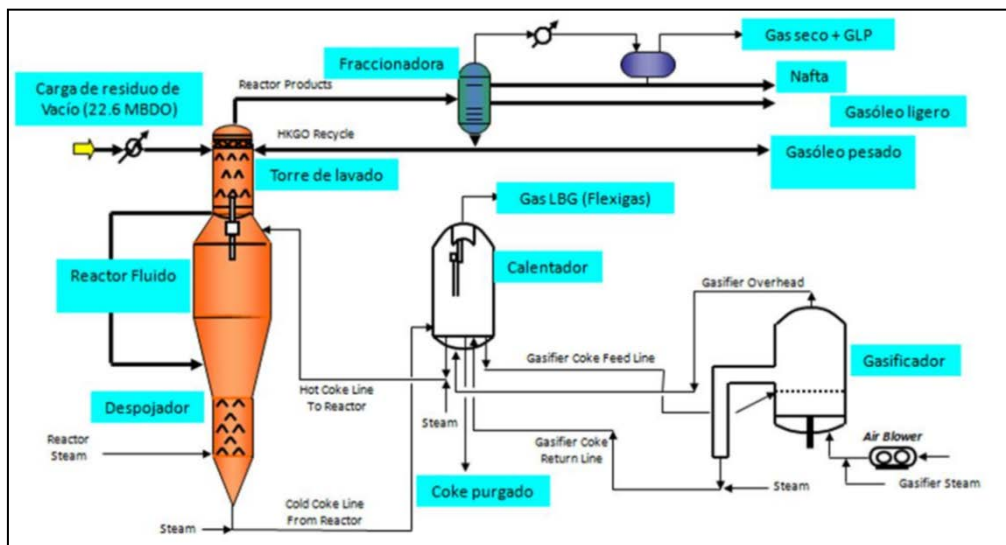 Gas seco + GLP
Fraccionadora
Nafta
Carga de residuo de
Vacío (22.6 MBDO)
Reactor Products
Gasóleo ligero
HKGO Recycle
Gasóleo pesado
Torre de lavado
Gas LBG (Flexigas)
Reactor Fluido
Calentador
Gasifier Overhead
Gasifier Coke Feed Line
Gasificador
Hot Coke Line
To Reactor
Despojador
Steam
Gasifier Coke
Return Line
Air Blower
Reactor
Steam
Coke purgado
Steam
Gasifier Steam
Cold Coke Line
From Reactor
Steam